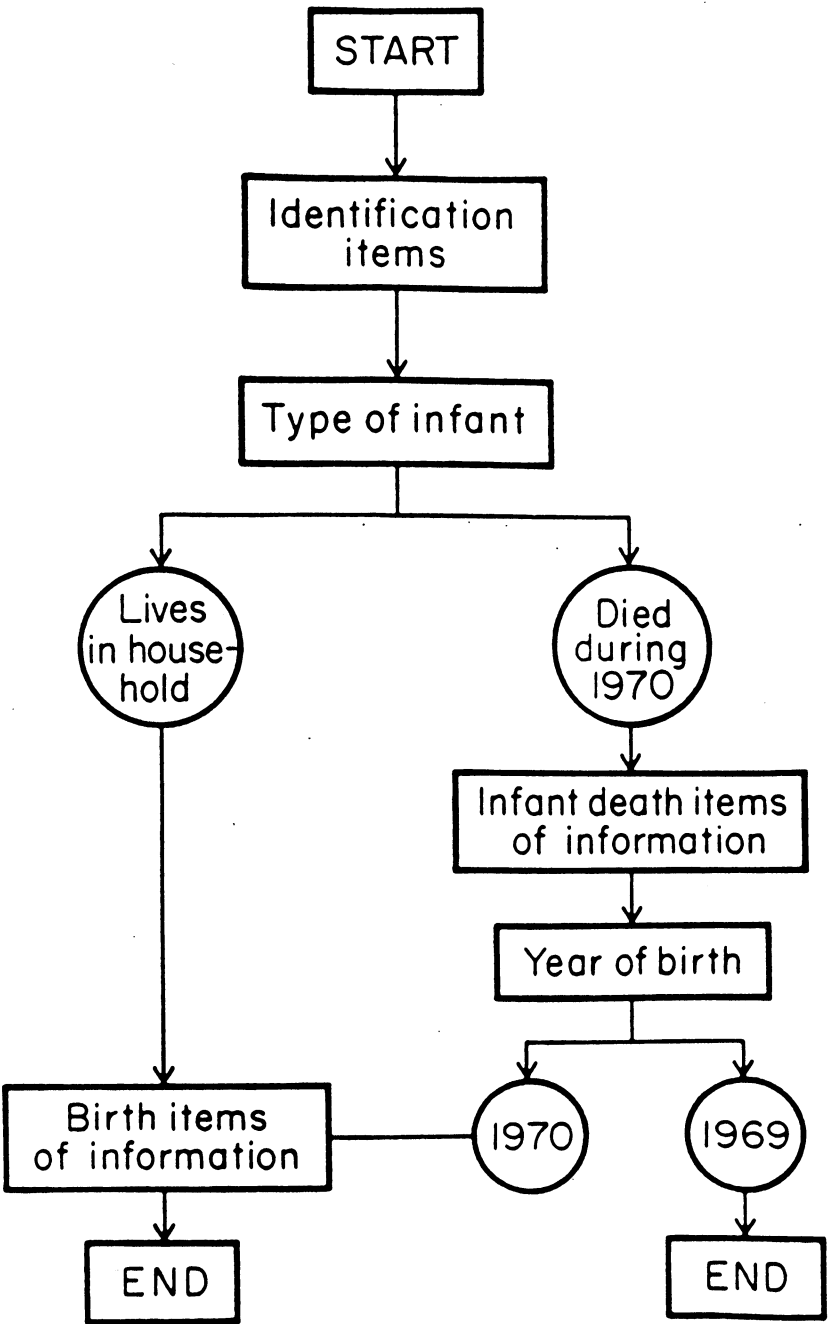 START
Identification
items
Type of infant
Lives
in house-
hold
Died
during
1970
Infant death items
of information
Year of birth
Birth items
of information
1970
1969
END
END